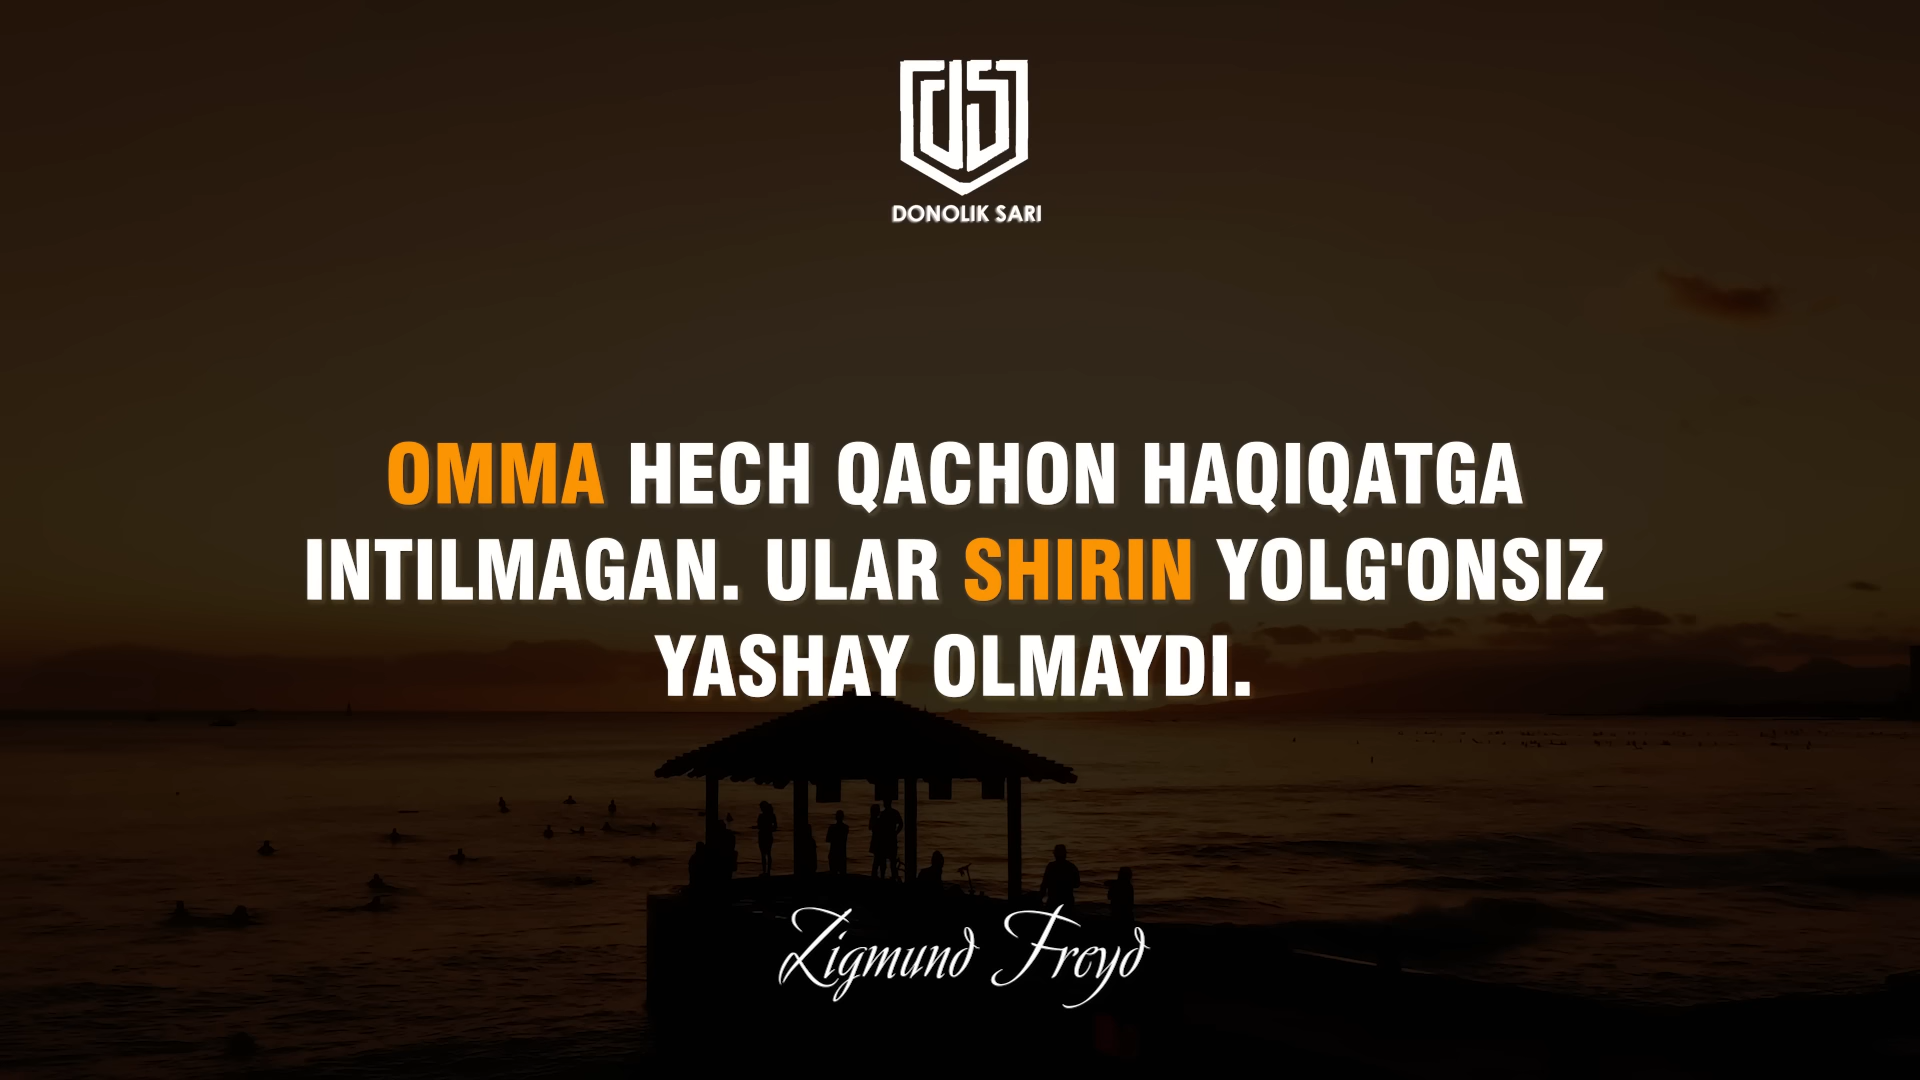 DONOLIK SARI
OMMA HECH QACHON HAQIQATGA
INTILMAGAN. ULAR SHIRIN YOLG'ONSIZ
YASHAY OLMAYDI.
Zigmund Freyd